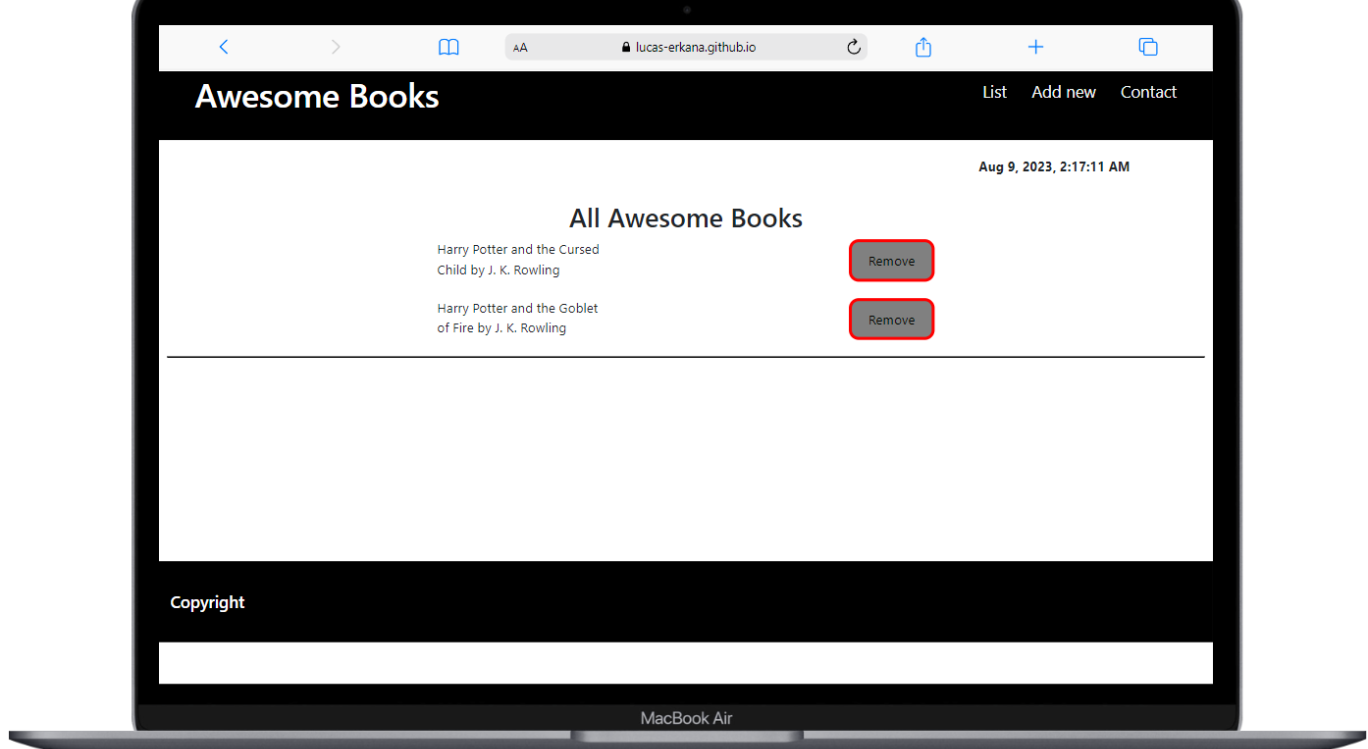 AA lucas-erkana.github.io
Awesome Books
List Add new Contact
Aug 9, 2023, 2:17:11 AM
All Awesome Books
Harry Potter and the Cursed
Child by J. K. Rowling
Remove
Harry Potter and the Goblet
of Fire by J. K. Rowling
Remove
Copyright
MacBook Air